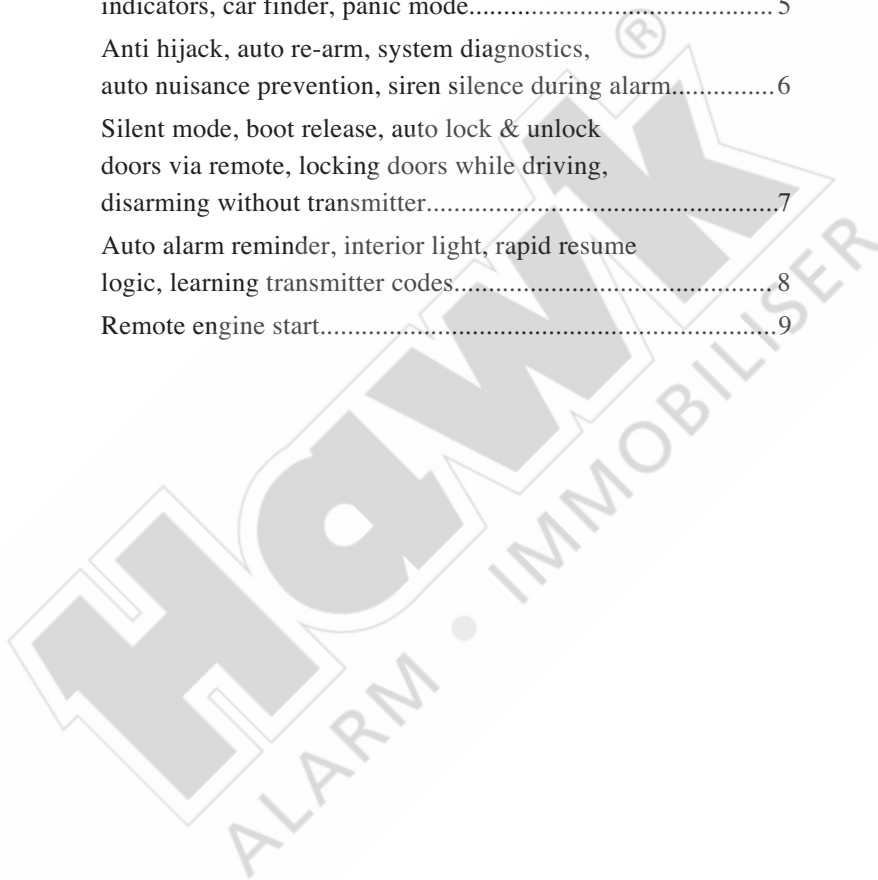 indicators, car finder, panic mode.......................................................... 5
Anti hijack, auto re-arm, system diagnostics,
auto nuisance prevention, siren silence during alarm...............6
Silent mode, boot release, auto lock & unlock
doors via remote, locking doors while driving,
disarming without transmitter....................................................7
Auto alarm reminder, interior light, rapid resume
logic, learning transmitter codes............................................... 8
Remote engine start....................................................................9
Hawk ®
ALARM • IMMOBILISER